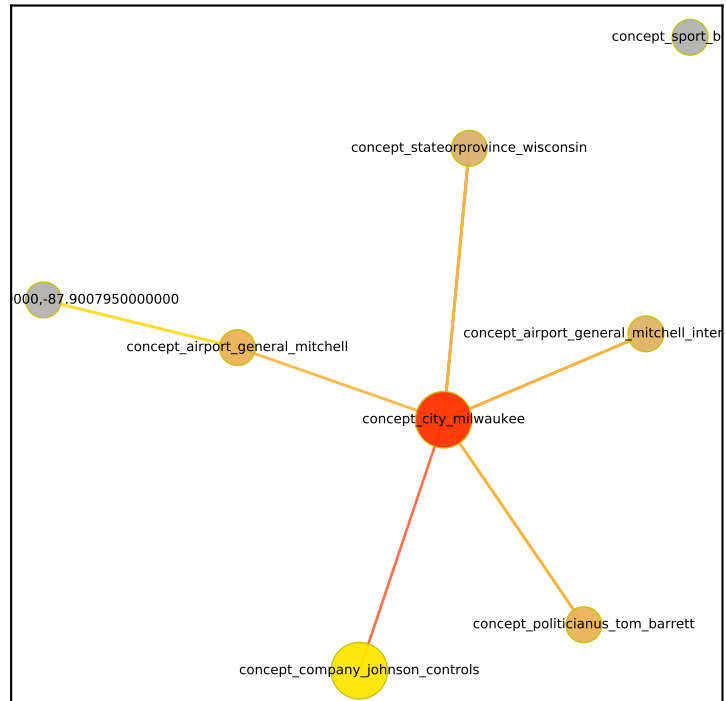 concept_sport_b
concept_stateorprovince_wisconsin
000,-87.9007950000000
concept_airport_general_mitchell_inter
concept_airport_general_mitchell
concept_city_milwaukee
concept_politicianus_tom_barrett
concept_company_johnson_controls